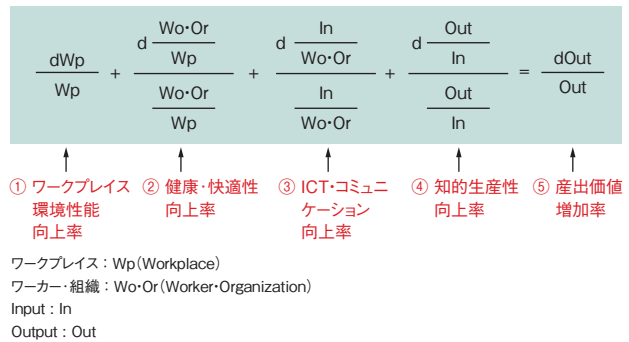 dWp/Wp + d(Wo・Or/Wp)/(Wo・Or/Wp) + d(In/Wo・Or)/(In/Wo・Or) + d(Out/In)/(Out/In) = dOut/Out
① ワークプレイス
環境性能
向上率
② 健康・快適性
向上率
③ ICT・コミュニ
ケーション
向上率
④ 知的生産性
向上率
⑤ 産出価値
増加率
ワークプレイス：Wp（Workplace）
ワーカー・組織：Wo・Or（Worker・Organization）
Input：In
Output：Out